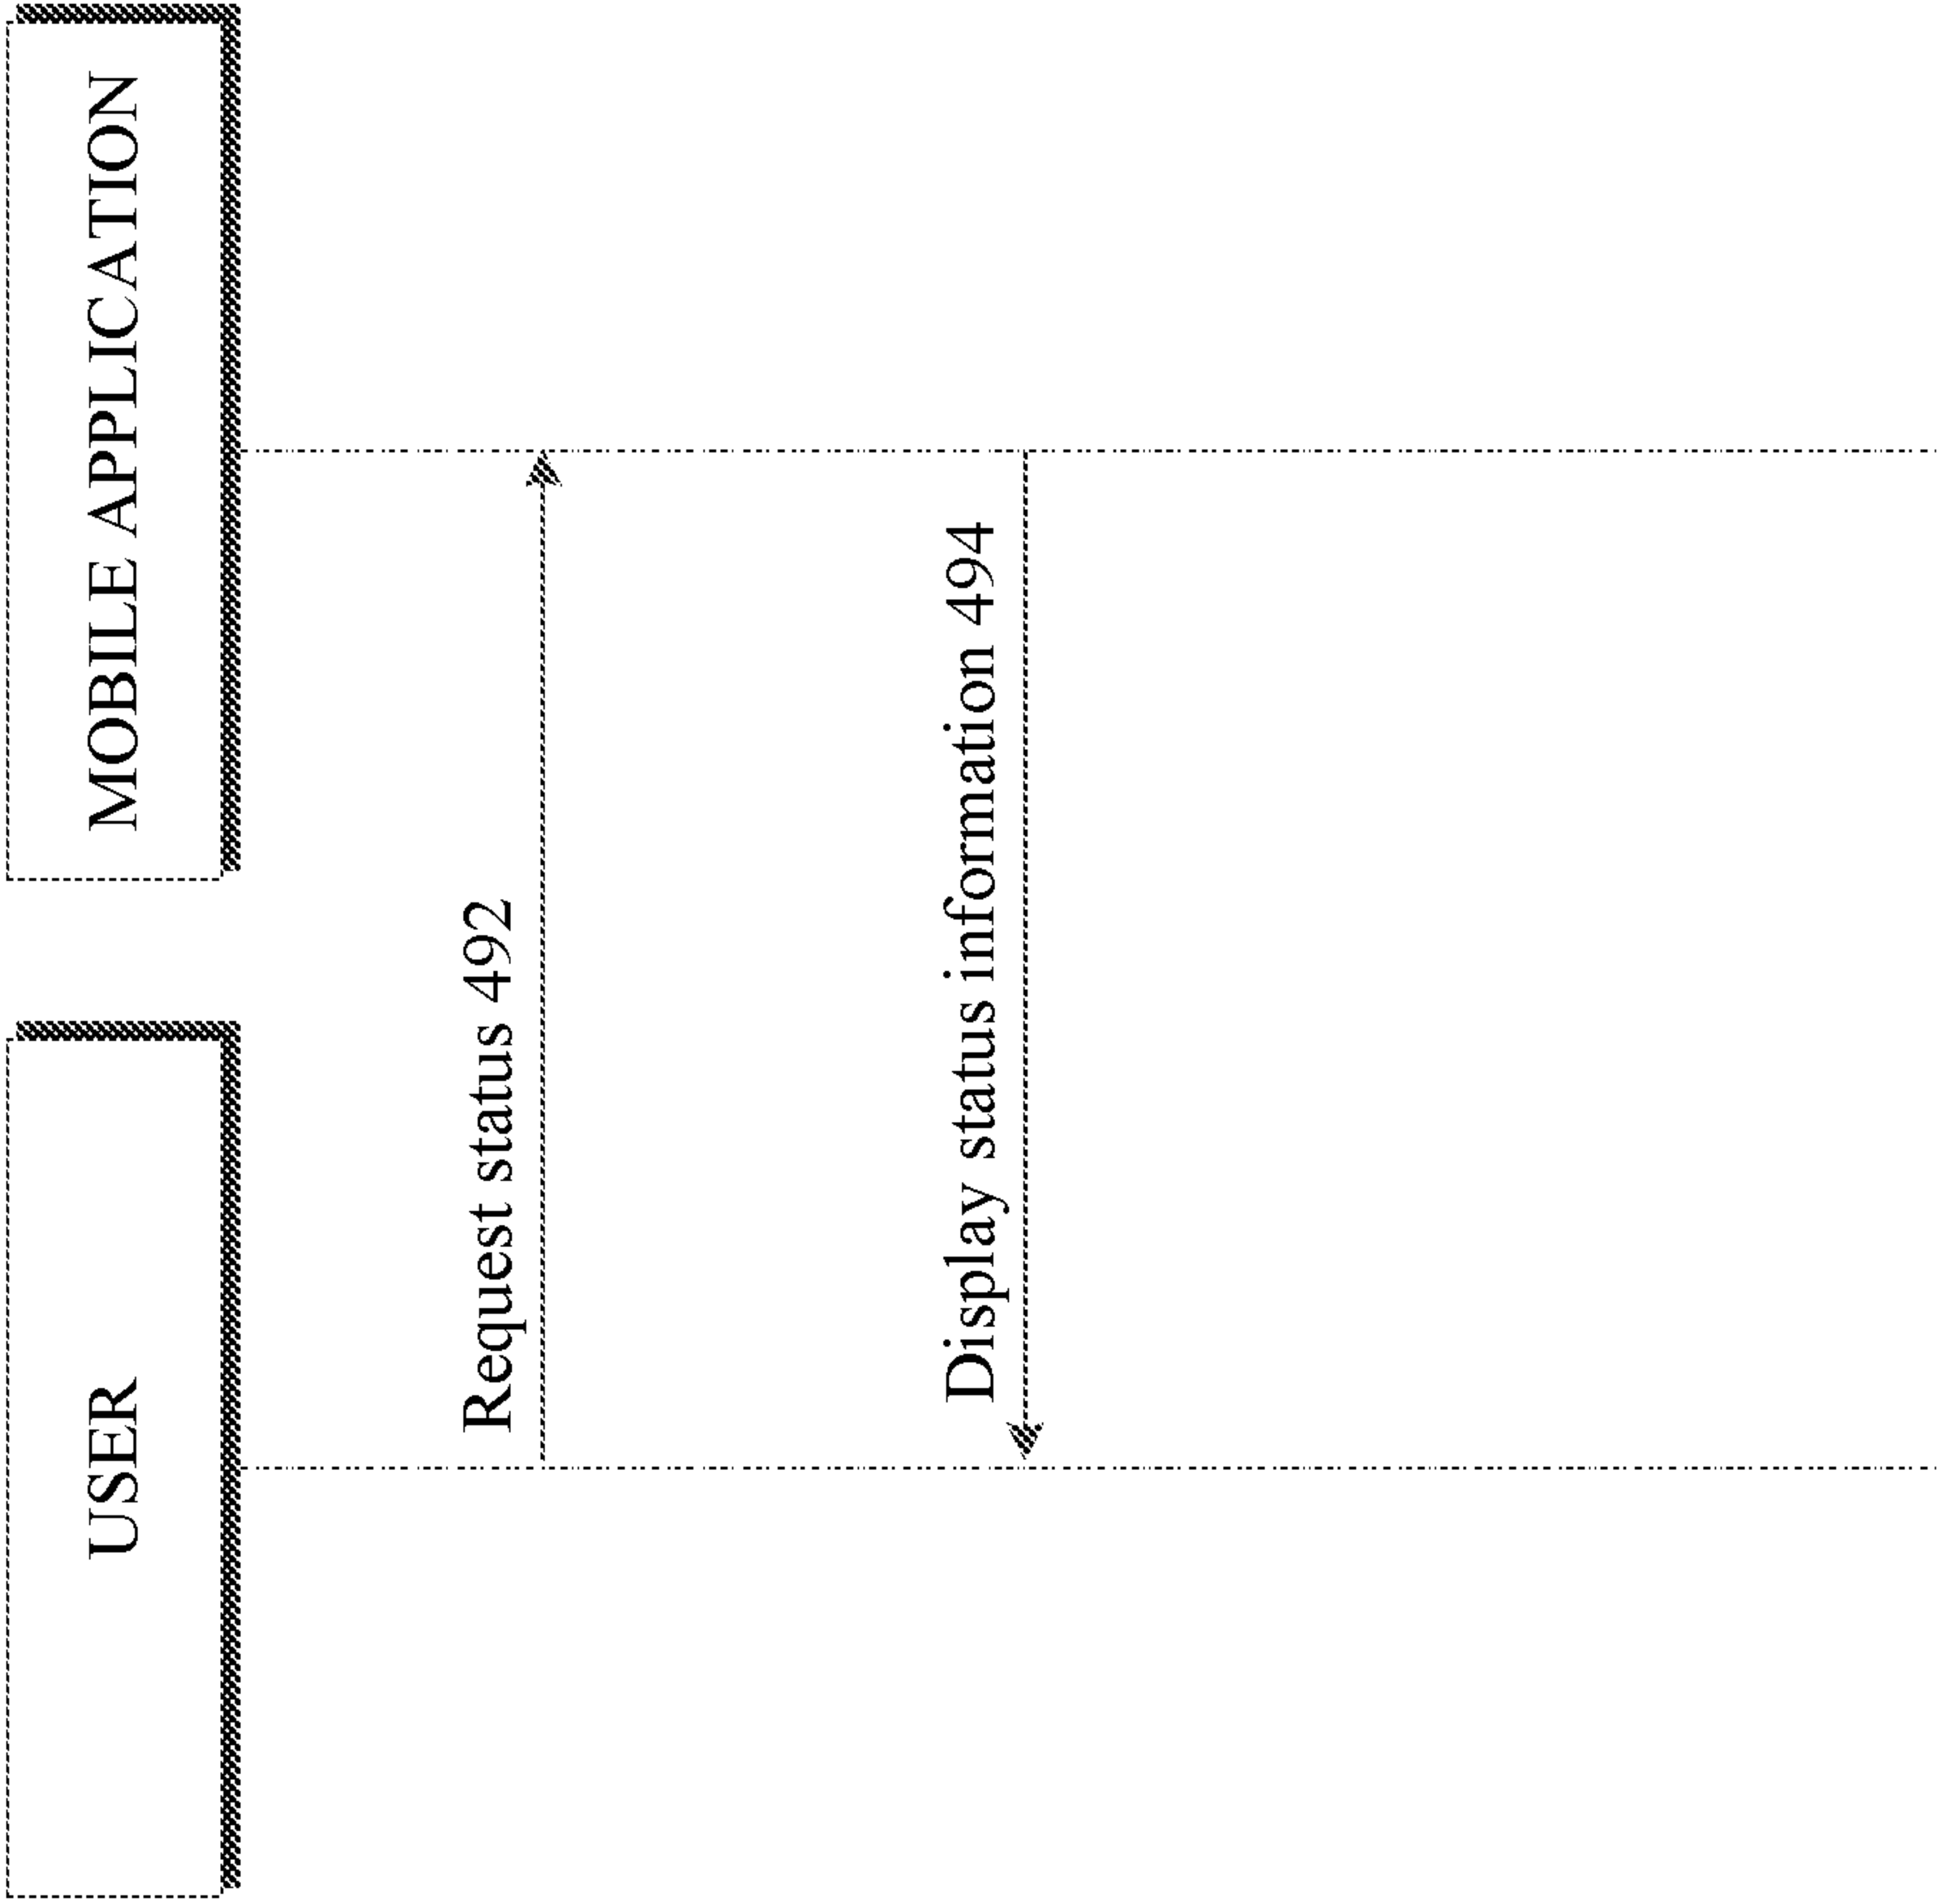 USER
MOBILE APPLICATION
Request status 492
Display status information 494